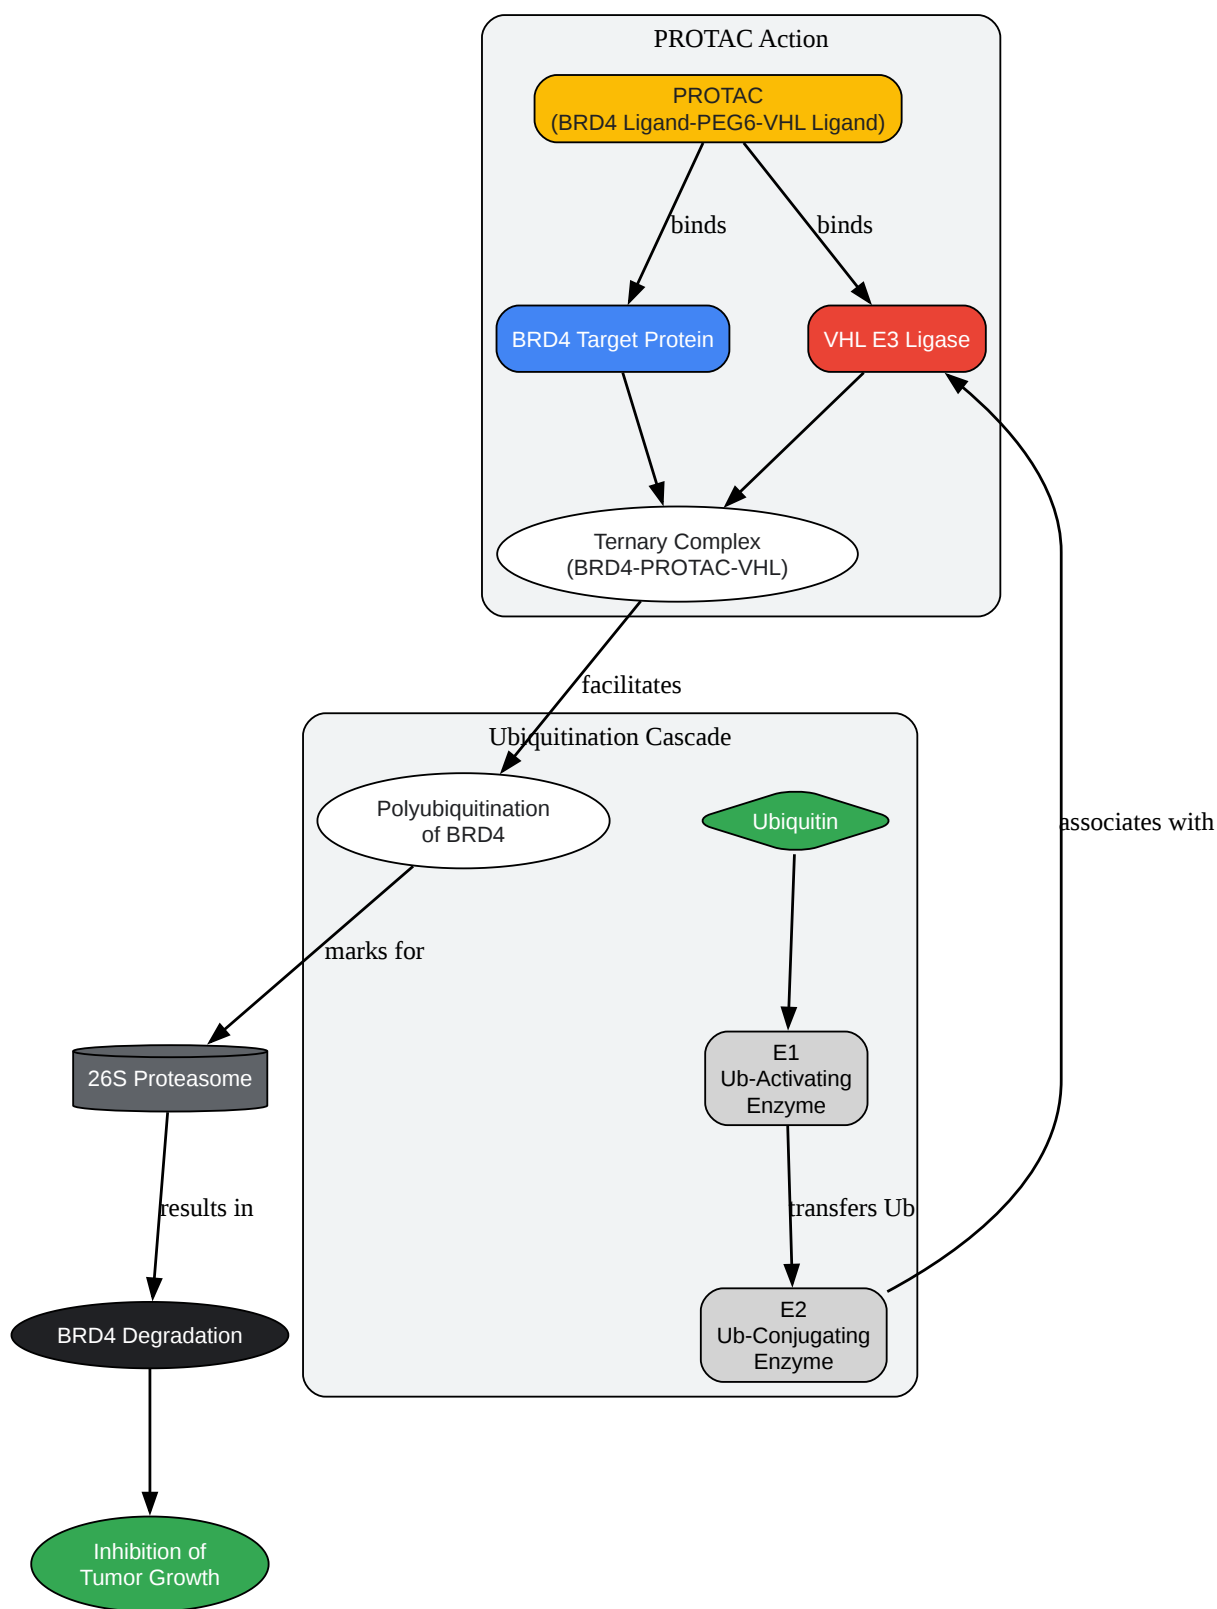 PROTAC Action
PROTAC
(BRD4 Ligand-PEG6-VHL Ligand)
binds
binds
BRD4 Target Protein
VHL E3 Ligase
Ternary Complex
(BRD4-PROTAC-VHL)
facilitates
Ubiquitination Cascade
Polyubiquitination
of BRD4
Ubiquitin
associates with
marks for
E1
Ub-Activating
Enzyme
26S Proteasome
results in
transfers Ub
E2
Ub-Conjugating
Enzyme
BRD4 Degradation
Inhibition of
Tumor Growth